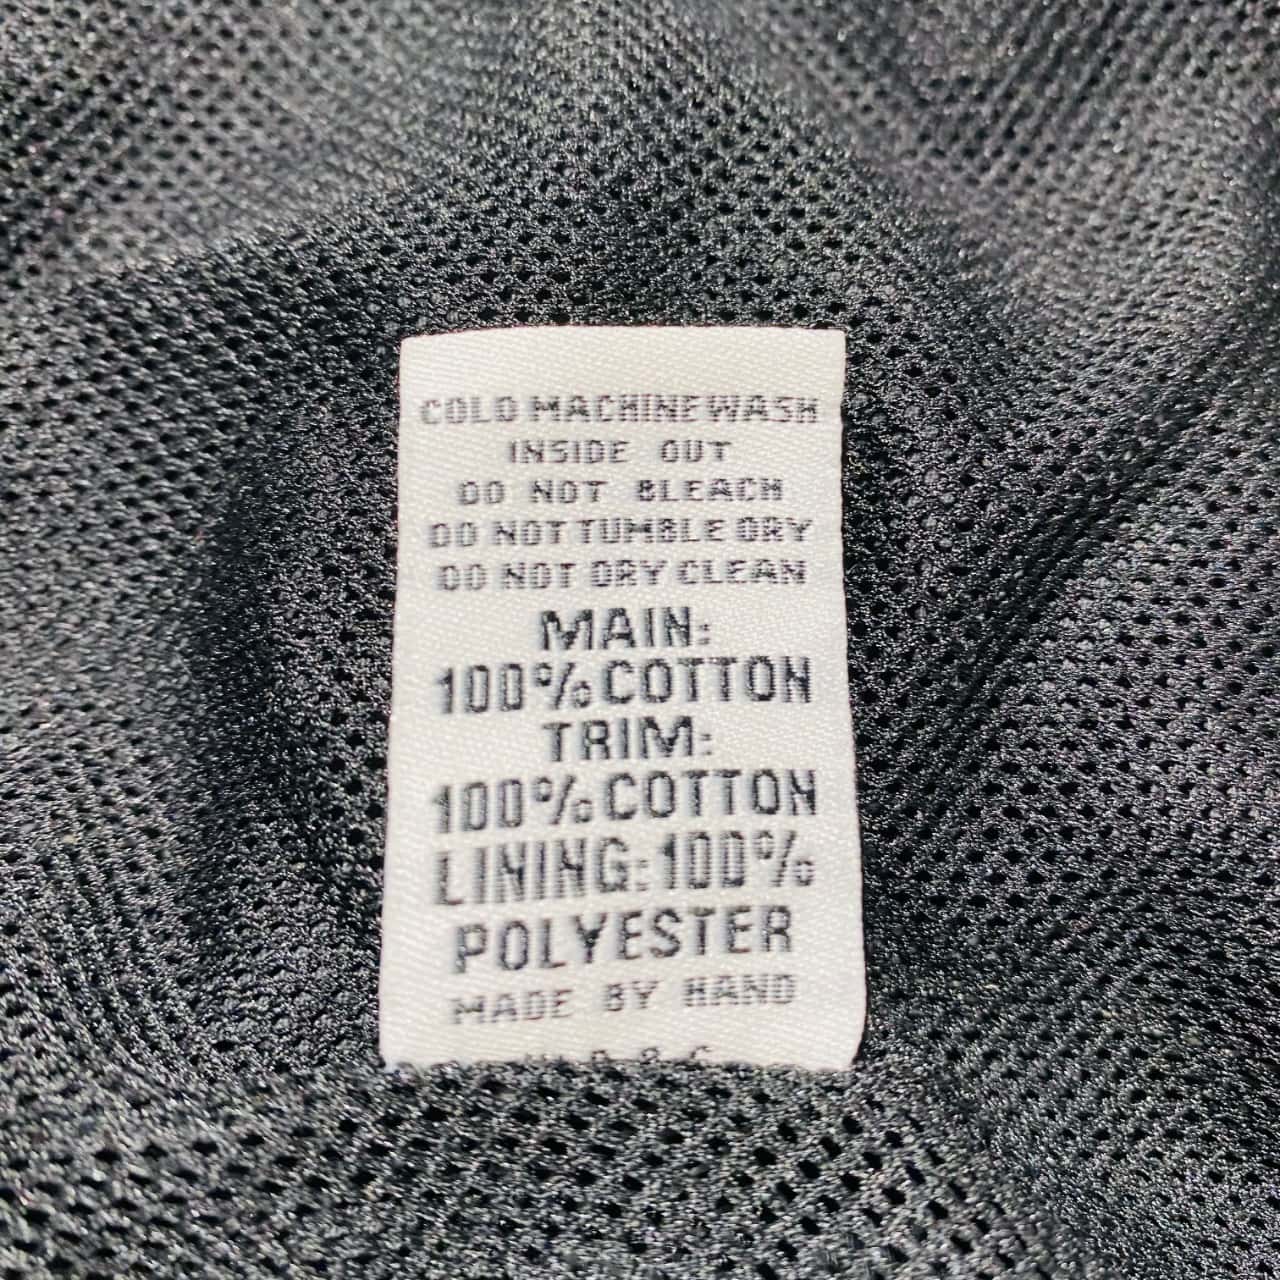 COLD MACHINE WASH
INSIDE OUT
DO NOT BLEACH
DO NOT TUMBLE DRY
DO NOT DRY CLEAN
MAIN:
100% COTTON
TRIM:
100% COTTON
LINING: 100%
POLYESTER
MADE BY HAND